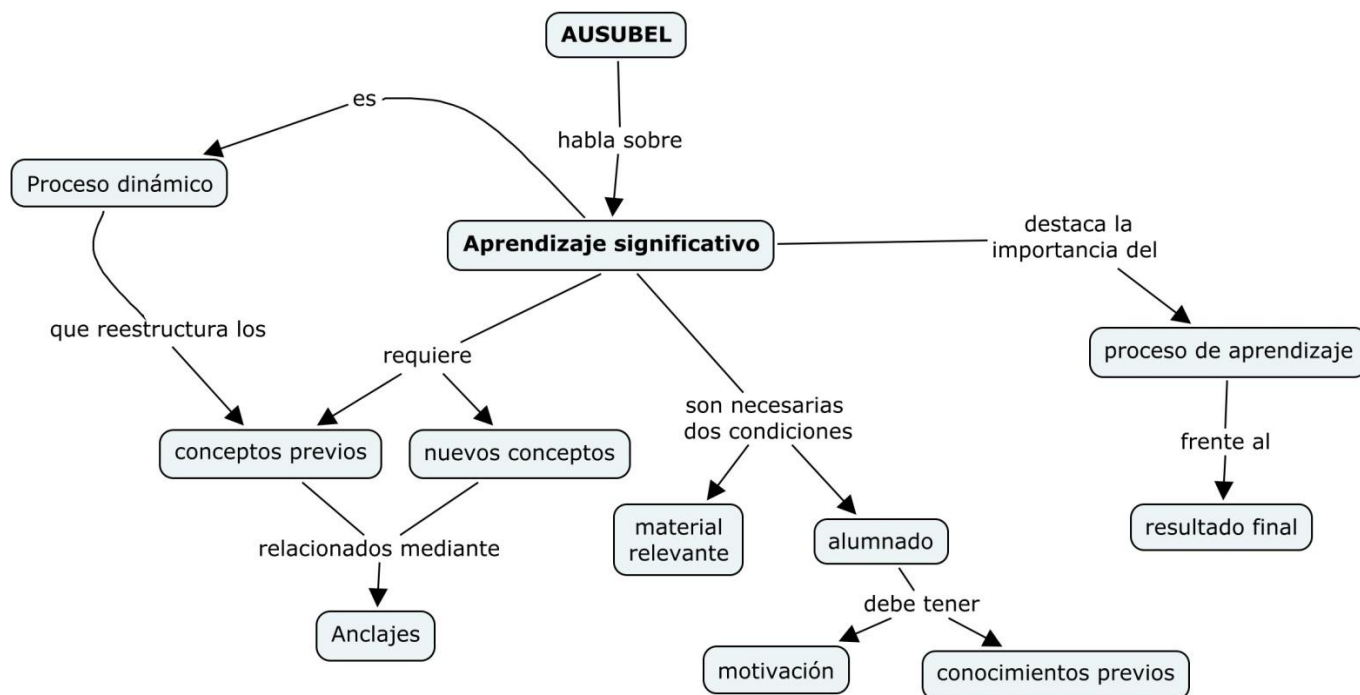 AUSUBEL
es
habla sobre
Proceso dinámico
Aprendizaje significativo
destaca la
importancia del
que reestructura los
requiere
proceso de aprendizaje
son necesarias
dos condiciones
conceptos previos
nuevos conceptos
frente al
material
relevante
alumnado
resultado final
relacionados mediante
debe tener
Anclajes
motivación
conocimientos previos